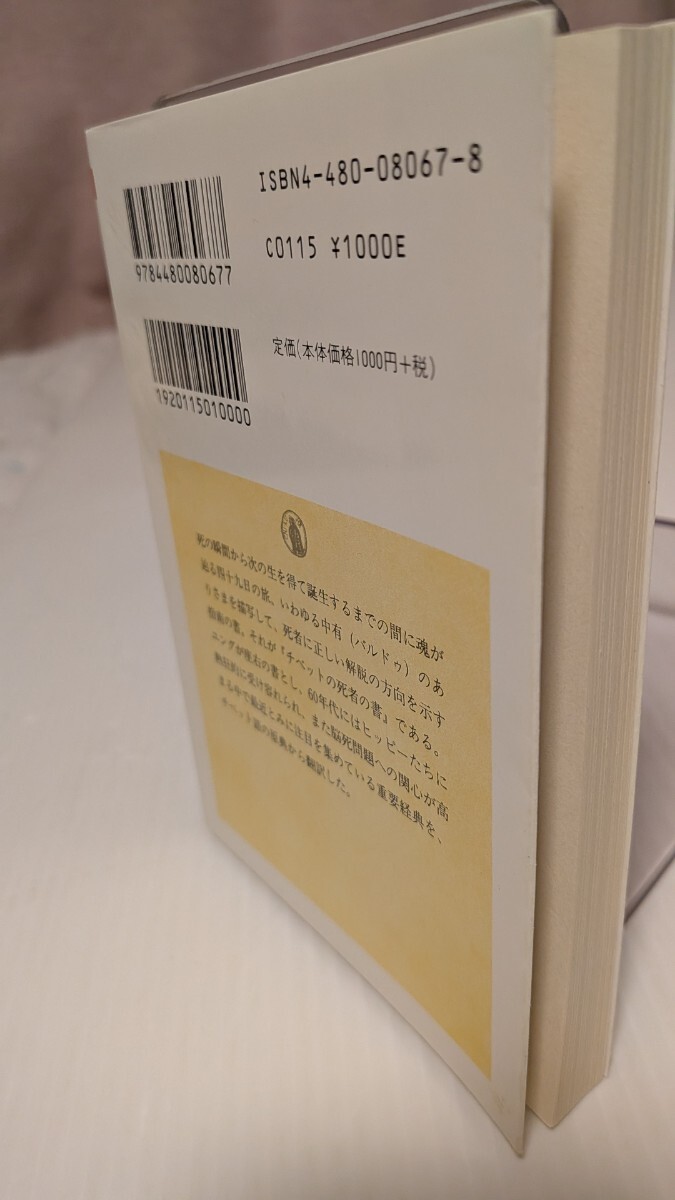 ISBN4-480-08067-8
9784480080677
C0115 ¥1000E
定価(本体価格1000円+税)
1920115010000
死の瞬間から次の生を得て誕生するまでの間に魂が
辿る四十九日の旅、いわゆる中有(バルドゥ)のあ
りさまを描写して、死者に正しい解脱の方向を示す
指南の書。それが『チベットの死者の書』である。
ユングが座右の書とし、60年代にはヒッピーたちに
熱狂的に受け容れられ、また脳死問題への関心が高
まる中で最近とみに注目を集めている重要経典を、
チベット語の原典から翻訳した。